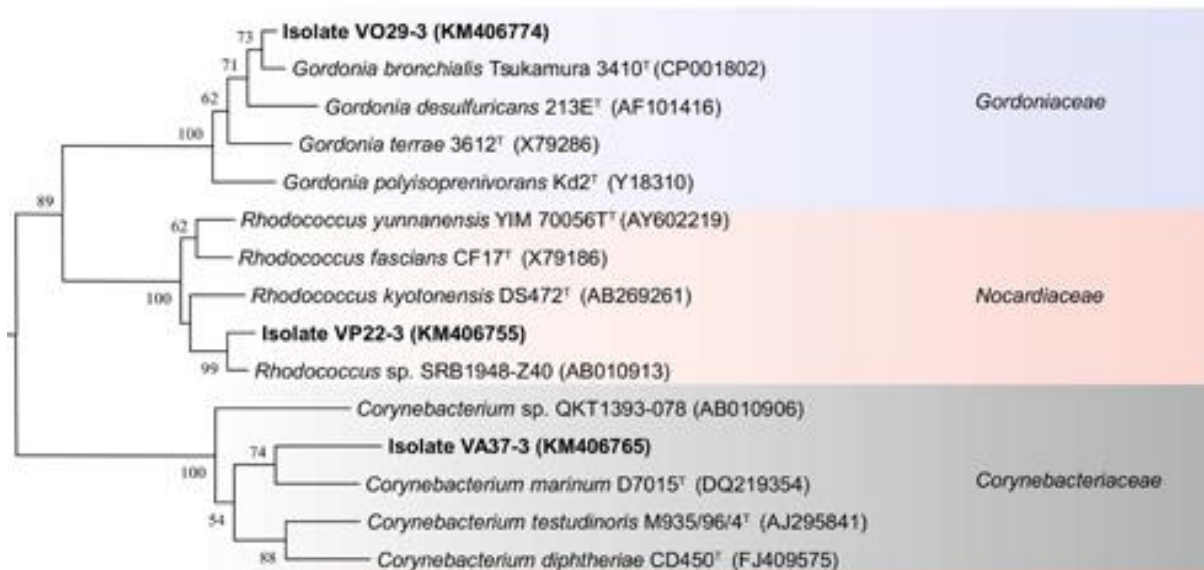 73
Isolate VO29-3 (KM406774)
71
Gordonia bronchialis Tsukamura 3410ᵀ (CP001802)
62
Gordonia desulfuricans 213Eᵀ (AF101416)
Gordoniaceae
100
Gordonia terrae 3612ᵀ (X79286)
Gordonia polyisoprenivorans Kd2ᵀ (Y18310)
89
62
Rhodococcus yunnanensis YIM 70056Tᵀ (AY602219)
Rhodococcus fascians CF17ᵀ (X79186)
100
Rhodococcus kyotonensis DS472ᵀ (AB269261)
Nocardiaceae
Isolate VP22-3 (KM406755)
99
Rhodococcus sp. SRB1948-Z40 (AB010913)
Corynebacterium sp. QKT1393-078 (AB010906)
74
Isolate VA37-3 (KM406765)
100
Corynebacterium marinum D7015ᵀ (DQ219354)
Corynebacteriaceae
54
Corynebacterium testudinoris M935/96/4ᵀ (AJ295841)
88
Corynebacterium diphtheriae CD450ᵀ (FJ409575)